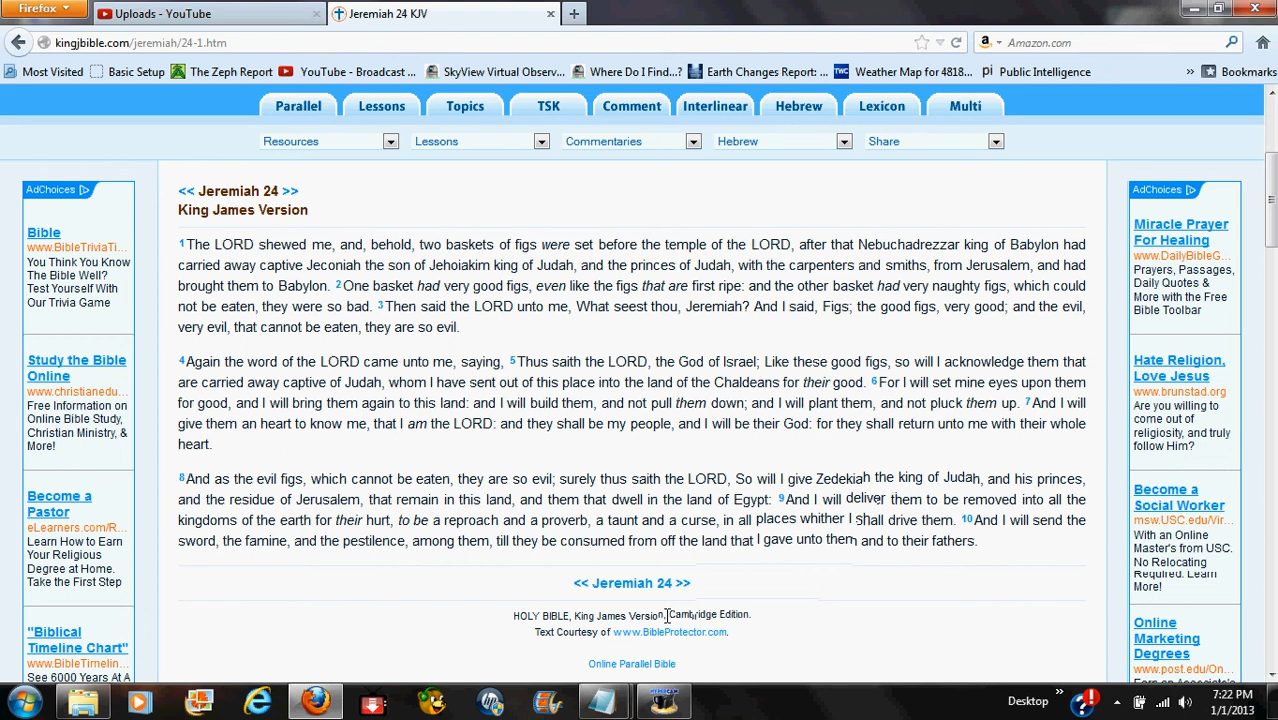 Firefox
Uploads - YouTube
Jeremiah 24 KJV
kingjbible.com/jeremiah/24-1.htm
Amazon.com
Most Visited
Basic Setup
The Zeph Report
YouTube - Broadcast ...
SkyView Virtual Observ...
Where Do I Find...?
Earth Changes Report: ...
TWC
Weather Map for 4818...
pi
Public Intelligence
»
Bookmarks
Parallel
Lessons
Topics
TSK
Comment
Interlinear
Hebrew
Lexicon
Multi
Resources
Lessons
Commentaries
Hebrew
Share
AdChoices
Bible
www.BibleTriviaTi...
You Think You Know
The Bible Well?
Test Yourself With
Our Trivia Game
Study the Bible
Online
www.christianedu...
Free Information on
Online Bible Study,
Christian Ministry, &
More!
Become a
Pastor
eLearners.com/R...
Learn How to Earn
Your Religious
Degree at Home.
Take the First Step
"Biblical
Timeline Chart"
www.BibleTimelin...
See 6000 Years At A
<< Jeremiah 24 >>
King James Version
1The LORD shewed me, and, behold, two baskets of figs were set before the temple of the LORD, after that Nebuchadrezzar king of Babylon had
carried away captive Jeconiah the son of Jehoiakim king of Judah, and the princes of Judah, with the carpenters and smiths, from Jerusalem, and had
brought them to Babylon. 2One basket had very good figs, even like the figs that are first ripe: and the other basket had very naughty figs, which could
not be eaten, they were so bad. 3Then said the LORD unto me, What seest thou, Jeremiah? And I said, Figs; the good figs, very good; and the evil,
very evil, that cannot be eaten, they are so evil.
4Again the word of the LORD came unto me, saying, 5Thus saith the LORD, the God of Israel; Like these good figs, so will I acknowledge them that
are carried away captive of Judah, whom I have sent out of this place into the land of the Chaldeans for their good. 6For I will set mine eyes upon them
for good, and I will bring them again to this land: and I will build them, and not pull them down; and I will plant them, and not pluck them up. 7And I will
give them an heart to know me, that I am the LORD: and they shall be my people, and I will be their God: for they shall return unto me with their whole
heart.
8And as the evil figs, which cannot be eaten, they are so evil; surely thus saith the LORD, So will I give Zedekiah the king of Judah, and his princes,
and the residue of Jerusalem, that remain in this land, and them that dwell in the land of Egypt: 9And I will deliver them to be removed into all the
kingdoms of the earth for their hurt, to be a reproach and a proverb, a taunt and a curse, in all places whither I shall drive them. 10And I will send the
sword, the famine, and the pestilence, among them, till they be consumed from off the land that I gave unto them and to their fathers.
<< Jeremiah 24 >>
HOLY BIBLE, King James Version, Cambridge Edition.
Text Courtesy of www.BibleProtector.com.
Online Parallel Bible
AdChoices
Miracle Prayer
For Healing
www.DailyBibleG...
Prayers, Passages,
Daily Quotes &
More with the Free
Bible Toolbar
Hate Religion,
Love Jesus
www.brunstad.org
Are you willing to
come out of
religiosity, and truly
follow Him?
Become a
Social Worker
msw.USC.edu/Vir...
With an Online
Master's from USC.
No Relocating
Required. Learn
More!
Online
Mormon
Degrees
www.post.edu/On...
Earn an Associate's
Desktop
»
7:22 PM
1/1/2013